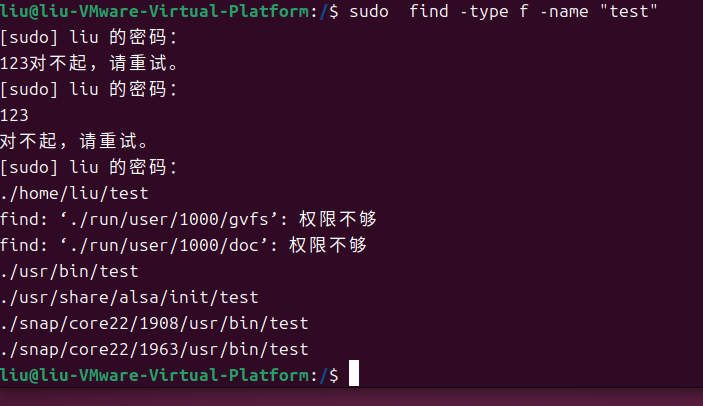 liu@liu-VMware-Virtual-Platform:/$ sudo  find -type f -name "test"
[sudo] liu 的密码：
123对不起，请重试。
[sudo] liu 的密码：
123
对不起，请重试。
[sudo] liu 的密码：
./home/liu/test
find: ‘./run/user/1000/gvfs’: 权限不够
find: ‘./run/user/1000/doc’: 权限不够
./usr/bin/test
./usr/share/alsa/init/test
./snap/core22/1908/usr/bin/test
./snap/core22/1963/usr/bin/test
liu@liu-VMware-Virtual-Platform:/$